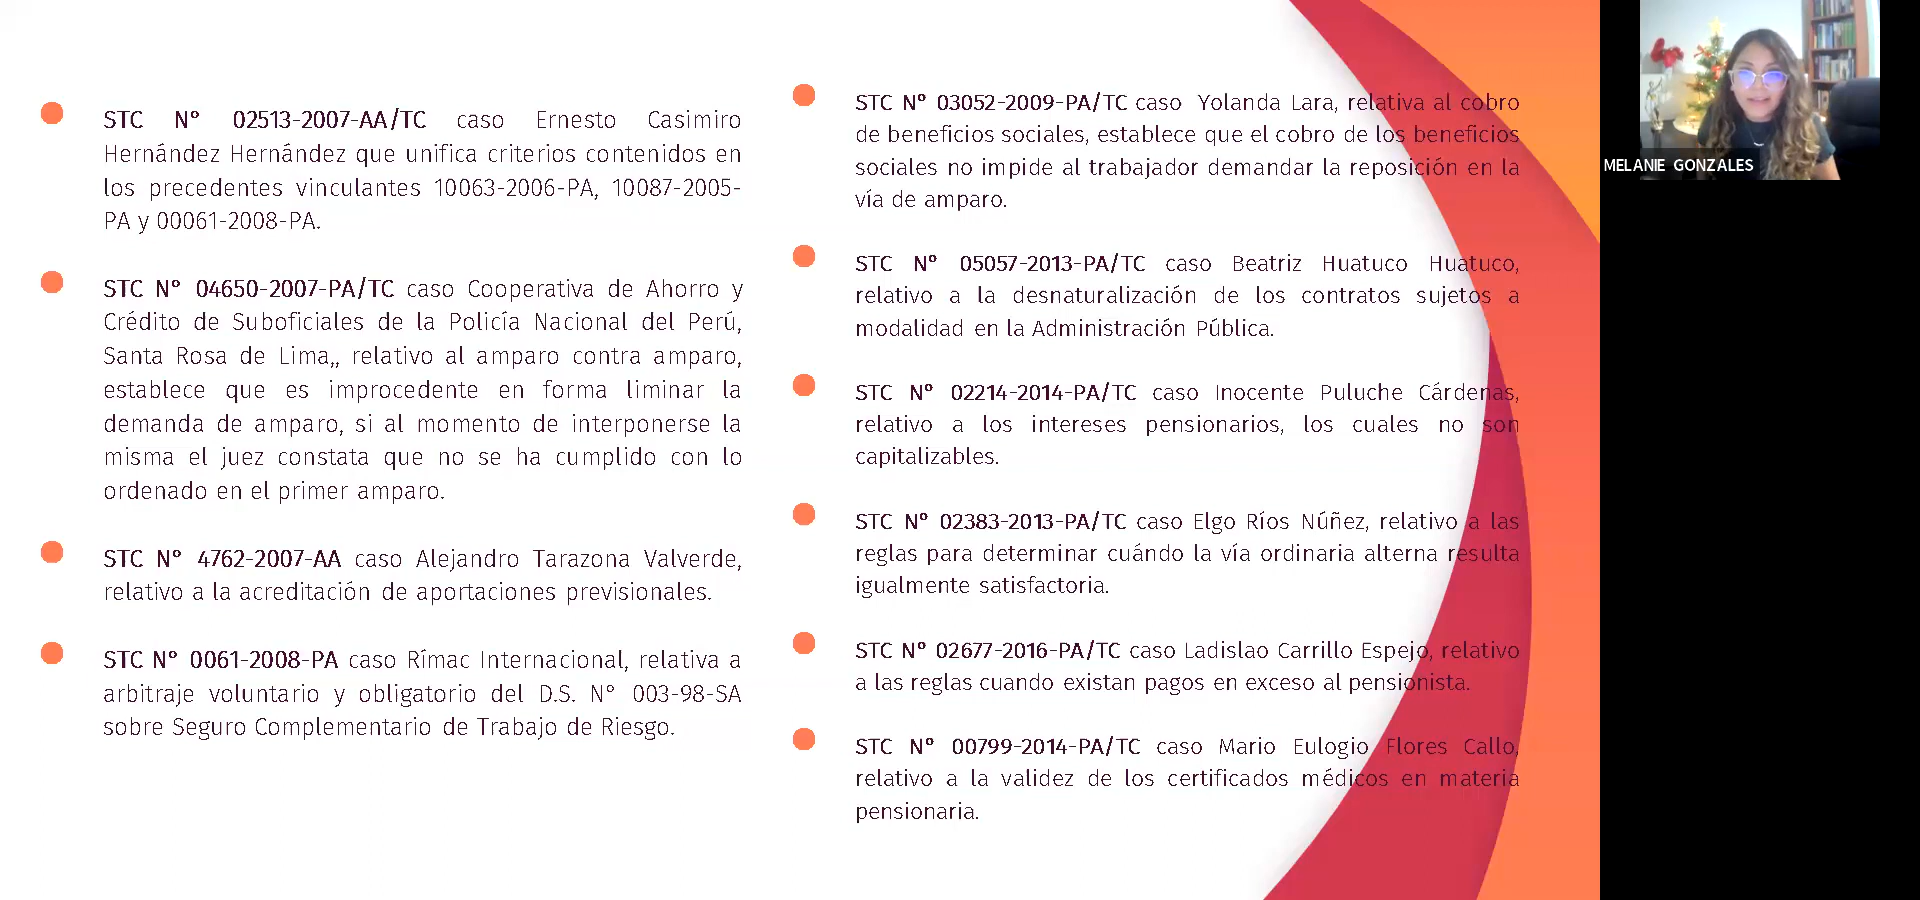 STC N° 02513-2007-AA/TC caso Ernesto Casimiro
Hernández Hernández que unifica criterios contenidos en
los precedentes vinculantes 10063-2006-PA, 10087-2005-
PA y 00061-2008-PA.
STC N° 04650-2007-PA/TC caso Cooperativa de Ahorro y
Crédito de Suboficiales de la Policía Nacional del Perú,
Santa Rosa de Lima,, relativo al amparo contra amparo,
establece que es improcedente en forma liminar la
demanda de amparo, si al momento de interponerse la
misma el juez constata que no se ha cumplido con lo
ordenado en el primer amparo.
STC N° 4762-2007-AA caso Alejandro Tarazona Valverde,
relativo a la acreditación de aportaciones previsionales.
STC N° 0061-2008-PA caso Rímac Internacional, relativa a
arbitraje voluntario y obligatorio del D.S. N° 003-98-SA
sobre Seguro Complementario de Trabajo de Riesgo.
STC N° 03052-2009-PA/TC caso Yolanda Lara, relativa al cobro
de beneficios sociales, establece que el cobro de los beneficios
sociales no impide al trabajador demandar la reposición en la
vía de amparo.
STC N° 05057-2013-PA/TC caso Beatriz Huatuco Huatuco,
relativo a la desnaturalización de los contratos sujetos a
modalidad en la Administración Pública.
STC N° 02214-2014-PA/TC caso Inocente Puluche Cárdenas,
relativo a los intereses pensionarios, los cuales no son
capitalizables.
STC N° 02383-2013-PA/TC caso Elgo Ríos Núñez, relativo a las
reglas para determinar cuándo la vía ordinaria alterna resulta
igualmente satisfactoria.
STC N° 02677-2016-PA/TC caso Ladislao Carrillo Espejo, relativo
a las reglas cuando existan pagos en exceso al pensionista.
STC N° 00799-2014-PA/TC caso Mario Eulogio Flores Callo,
relativo a la validez de los certificados médicos en materia
pensionaria.
MELANIE GONZALES